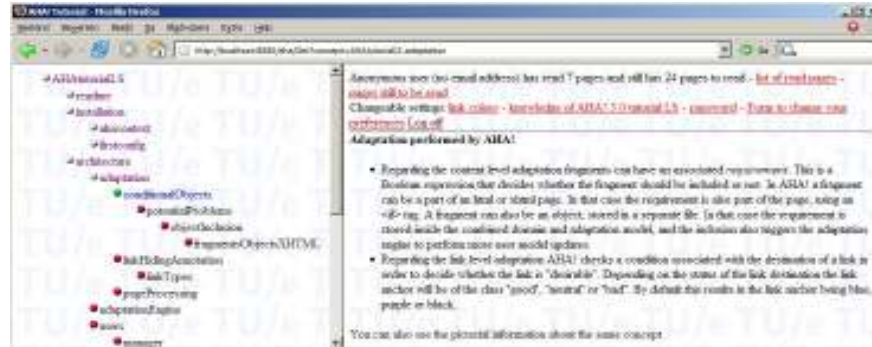 AHA! Tutorial - Mozilla Firefox
AHAtutorial3.6
readme
installation
ahacontext
firstconfig
architecture
adaptation
conditionalObjects
potentialProblems
objectInclusion
fragmentsObjectsXHTML
linkHidingAnnotation
linkTypes
pageProcessing
adaptationEngine
users
manager
Anonymous user (no email address) has read 7 pages and still has 24 pages to read - list of read pages -
pages still to be read
Changeable settings: link colors - knowledge of AHA! 3.0 tutorial - password - Form to change your
preferences Log off
Adaptation performed by AHA!
Regarding the content level adaptation fragments can have an associated requirement. This is a
Boolean expression that decides whether the fragment should be included or not. In AHA! a fragment
can be a part of an html or xhtml page. In that case the requirement is also part of the page, using an
<if> tag. A fragment can also be an object, stored in a separate file. In that case the requirement is
stored inside the combined domain and adaptation model, and the inclusion also triggers the adaptation
engine to perform more user model updates.
Regarding the link level adaptation AHA! checks a condition associated with the destination of a link in
order to decide whether the link is "desirable". Depending on the status of the link destination the link
anchor will be of the class "good", "neutral" or "bad". By default this results in the link anchor being blue,
purple or black.
You can also see the pictorial information about the same concept
TU/e